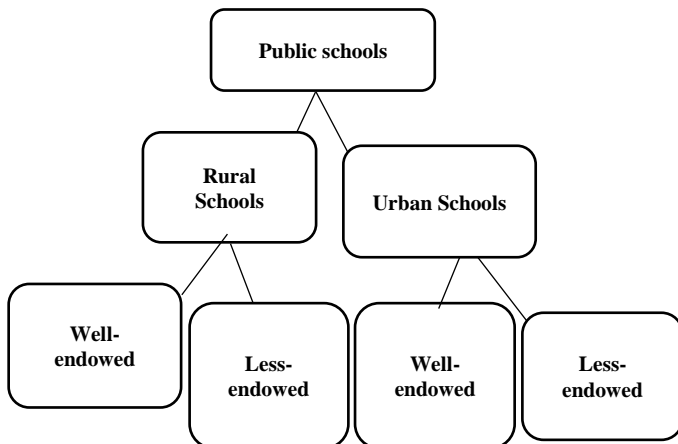 Public schools
Rural
Schools
Urban Schools
Well-
endowed
Less-
endowed
Well-
endowed
Less-
endowed